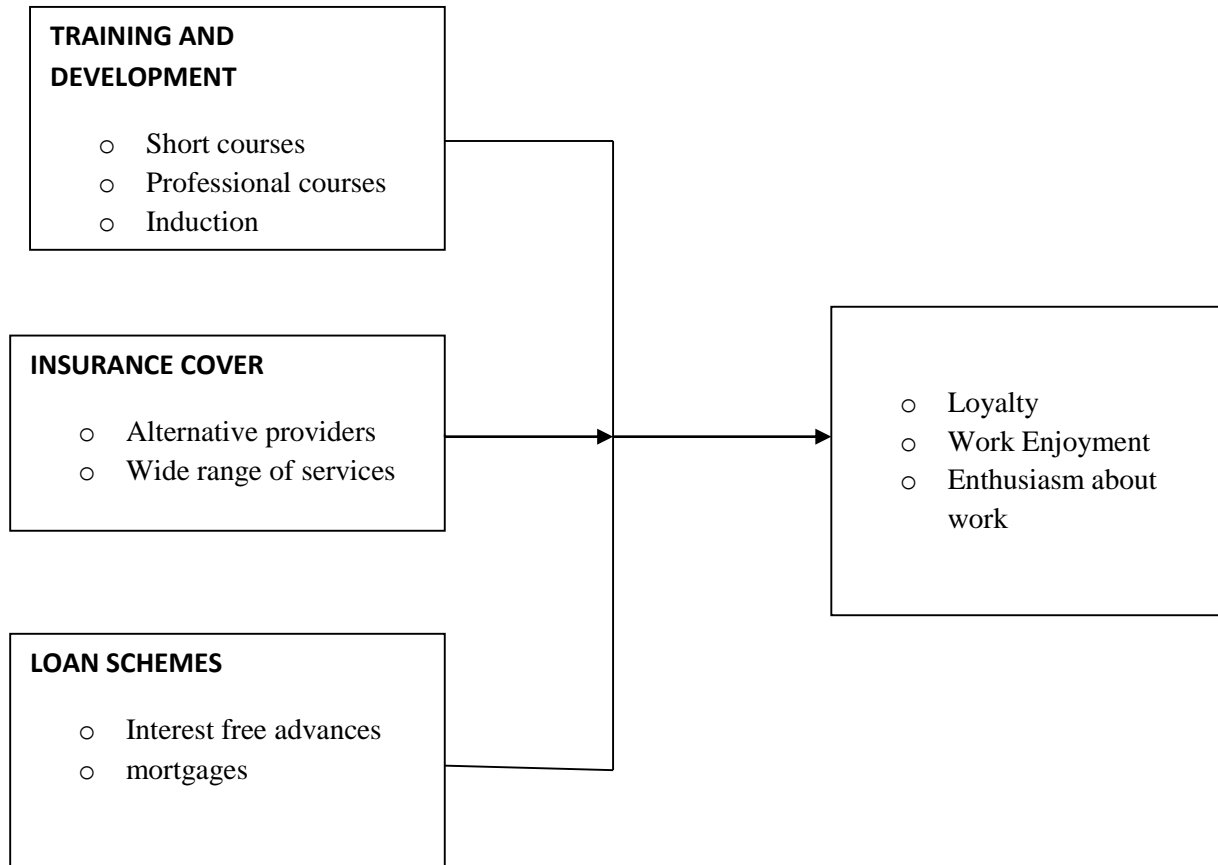 TRAINING AND
DEVELOPMENT
o Short courses
o Professional courses
o Induction
INSURANCE COVER
o Alternative providers
o Wide range of services
LOAN SCHEMES
o Interest free advances
o mortgages
o Loyalty
o Work Enjoyment
o Enthusiasm about
work